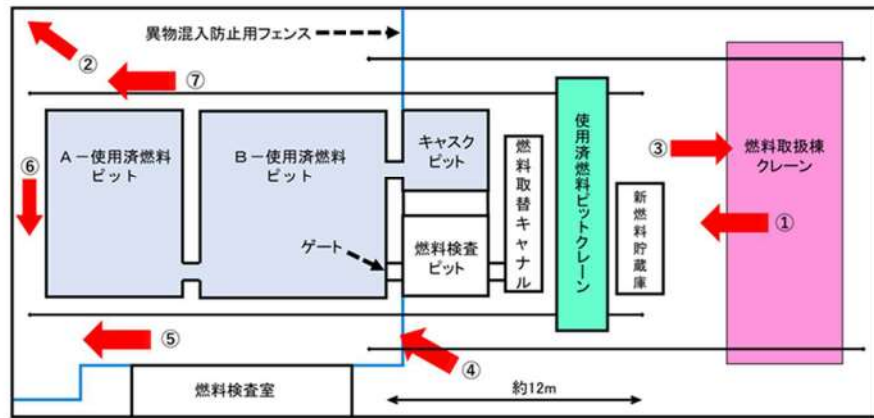 異物混入防止用フェンス
②
⑦
⑥
A－使用済燃料
ピット
B－使用済燃料
ピット
キャスク
ピット
燃料取替キャナル
使用済燃料ピットクレーン
③
燃料取扱棟
クレーン
①
新燃料貯蔵庫
ゲート
燃料検査
ピット
⑤
④
燃料検査室
約12m